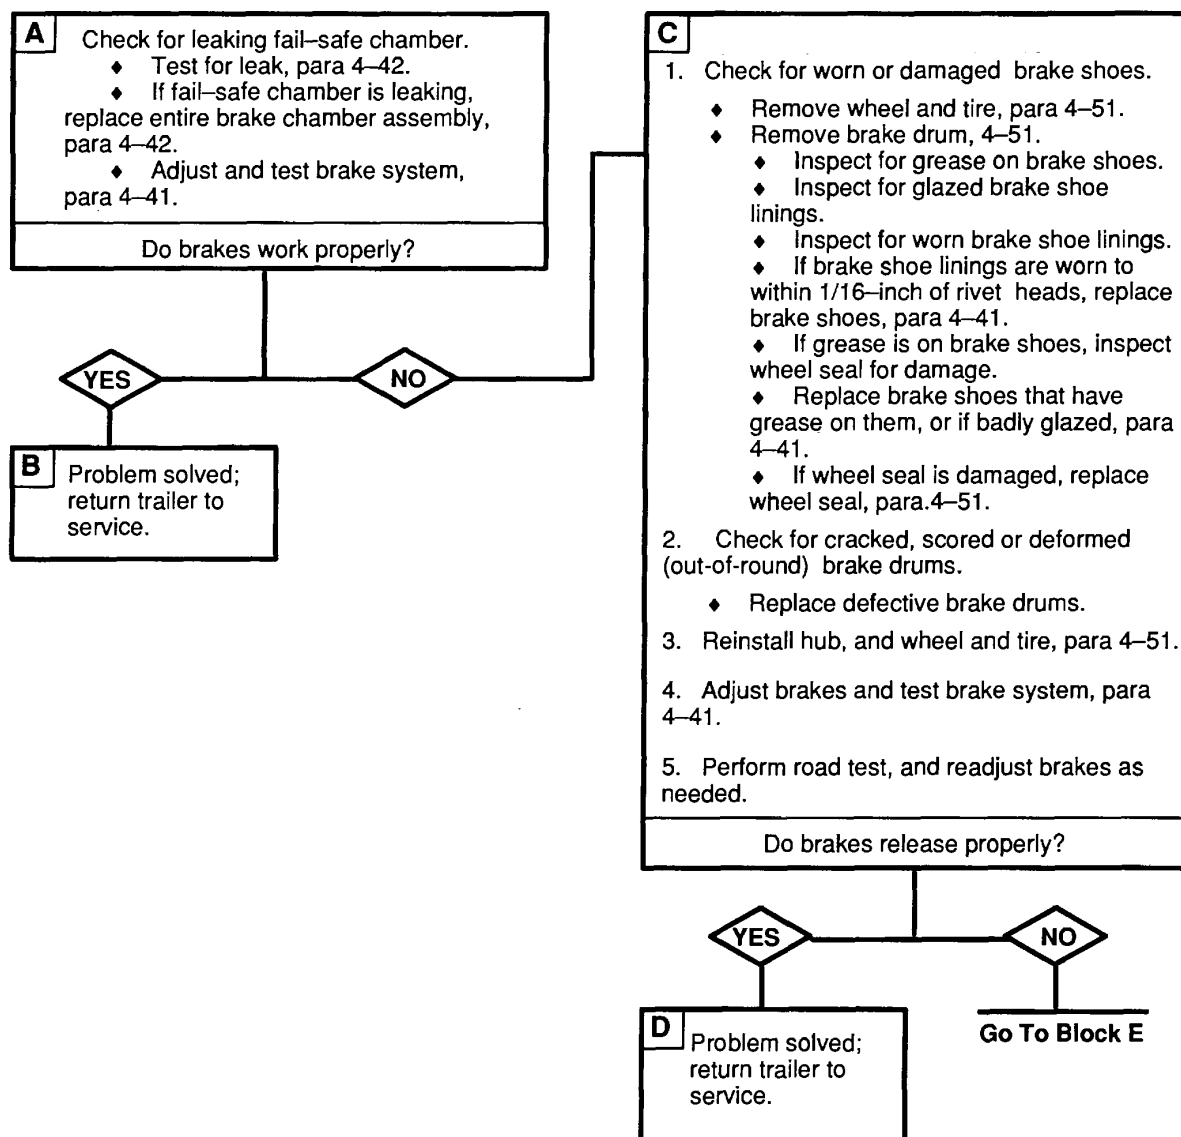 A
Check for leaking fail–safe chamber.
♦ Test for leak, para 4–42.
♦ If fail–safe chamber is leaking,
replace entire brake chamber assembly,
para 4–42.
♦ Adjust and test brake system,
para 4–41.
Do brakes work properly?
YES
NO
B
Problem solved;
return trailer to
service.
C
1. Check for worn or damaged brake shoes.
♦ Remove wheel and tire, para 4–51.
♦ Remove brake drum, 4–51.
♦ Inspect for grease on brake shoes.
♦ Inspect for glazed brake shoe
linings.
♦ Inspect for worn brake shoe linings.
♦ If brake shoe linings are worn to
within 1/16–inch of rivet heads, replace
brake shoes, para 4–41.
♦ If grease is on brake shoes, inspect
wheel seal for damage.
♦ Replace brake shoes that have
grease on them, or if badly glazed, para
4–41.
♦ If wheel seal is damaged, replace
wheel seal, para.4–51.
2. Check for cracked, scored or deformed
(out-of-round) brake drums.
♦ Replace defective brake drums.
3. Reinstall hub, and wheel and tire, para 4–51.
4. Adjust brakes and test brake system, para
4–41.
5. Perform road test, and readjust brakes as
needed.
Do brakes release properly?
YES
NO
D
Problem solved;
return trailer to
service.
Go To Block E